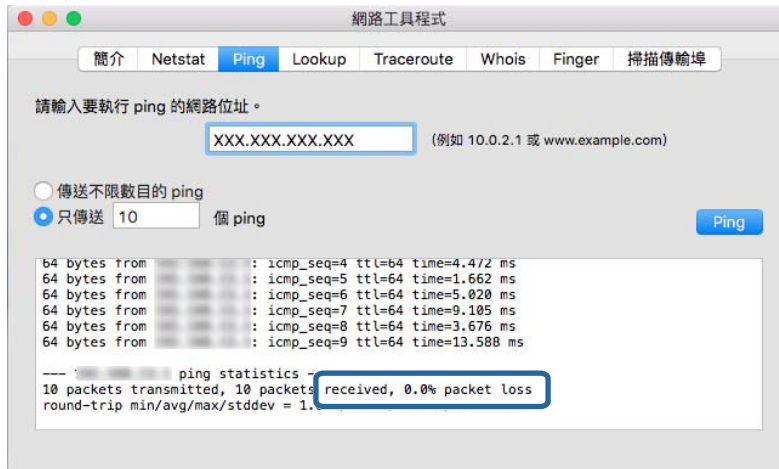 網路工具程式
簡介 Netstat Ping Lookup Traceroute Whois Finger 掃描傳輸埠
請輸入要執行 ping 的網路位址。
XXX.XXX.XXX.XXX (例如 10.0.2.1 或 www.example.com)
傳送不限數目的 ping
只傳送 10 個 ping
Ping
64 bytes from : icmp_seq=4 ttl=64 time=4.472 ms
64 bytes from : icmp_seq=5 ttl=64 time=1.662 ms
64 bytes from : icmp_seq=6 ttl=64 time=5.020 ms
64 bytes from : icmp_seq=7 ttl=64 time=9.105 ms
64 bytes from : icmp_seq=8 ttl=64 time=3.676 ms
64 bytes from : icmp_seq=9 ttl=64 time=13.588 ms
--- ping statistics -
10 packets transmitted, 10 packets received, 0.0% packet loss
round-trip min/avg/max/stddev = 1.